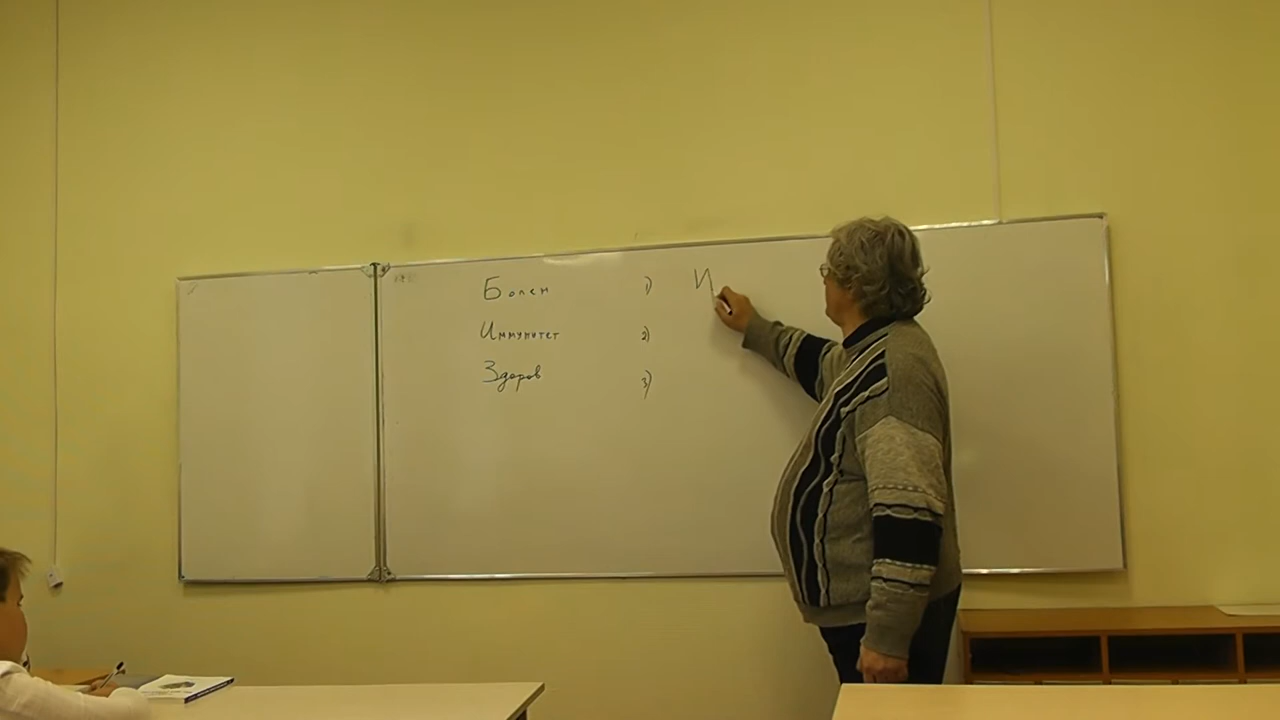 Болен 1) И
Иммунитет 2)
Здоров 3)